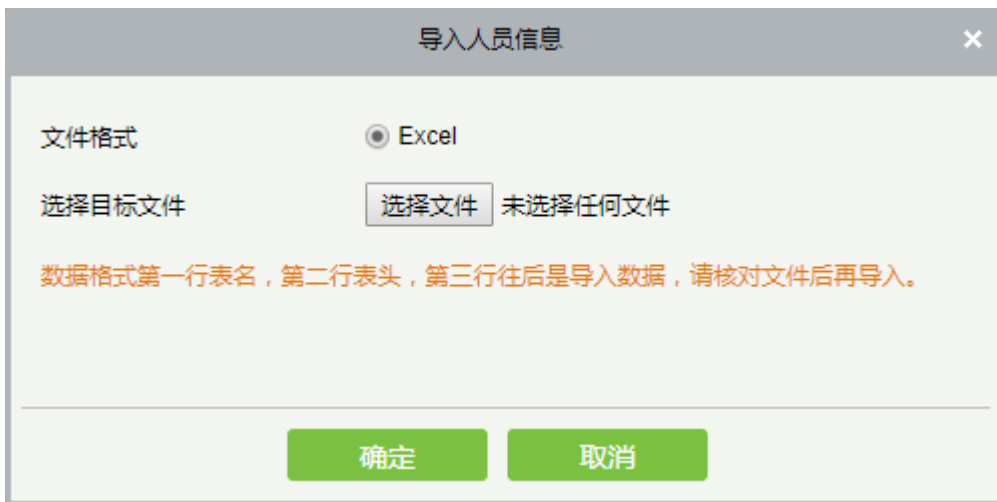 导入人员信息
文件格式 Excel
选择目标文件 选择文件 未选择任何文件
数据格式第一行表名，第二行表头，第三行往后是导入数据，请核对文件后再导入。
确定 取消